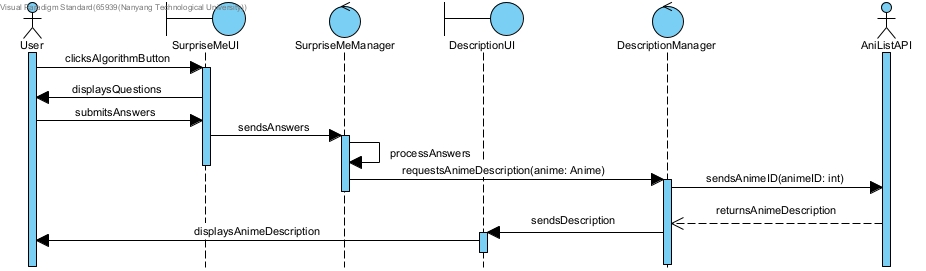 Visual Paradigm Standard(65939(Nanyang Technological University))
User
SurpriseMeUI
SurpriseMeManager
DescriptionUI
DescriptionManager
AniListAPI
clicksAlgorithmButton
displaysQuestions
submitsAnswers
sendsAnswers
processAnswers
requestsAnimeDescription(anime: Anime)
sendsAnimeID(animeID: int)
returnsAnimeDescription
sendsDescription
displaysAnimeDescription